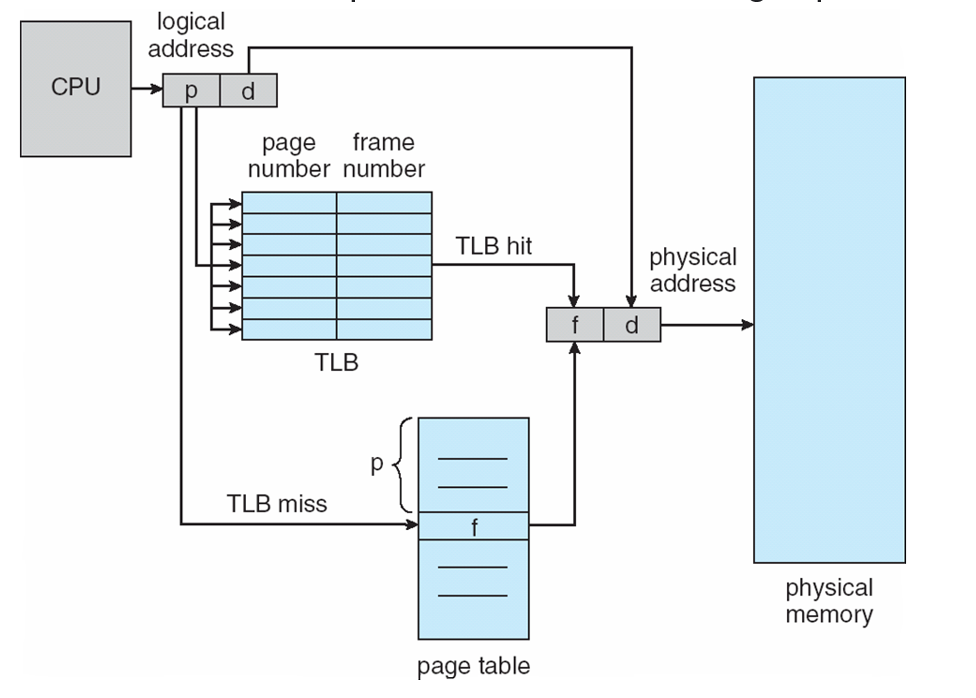 logical
address
CPU
p
d
page
number
frame
number
TLB hit
physical
address
f
d
TLB
p
TLB miss
f
physical
memory
page table